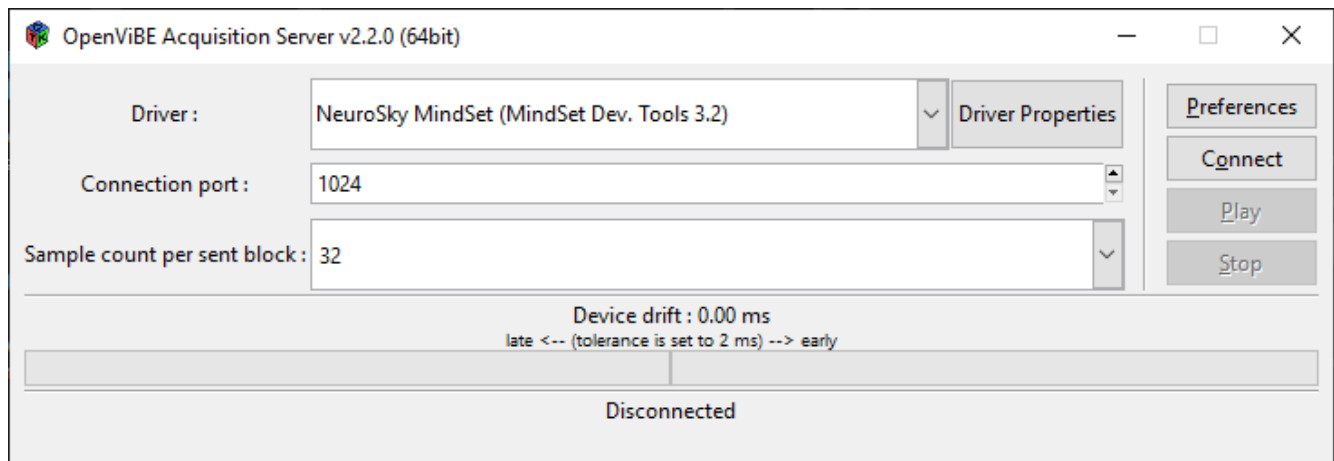 OpenViBE Acquisition Server v2.2.0 (64bit)
Driver :
NeuroSky MindSet (MindSet Dev. Tools 3.2)
Driver Properties
Preferences
Connection port :
1024
Connect
Play
Sample count per sent block :
32
Stop
Device drift : 0.00 ms
late <-- (tolerance is set to 2 ms) --> early
Disconnected